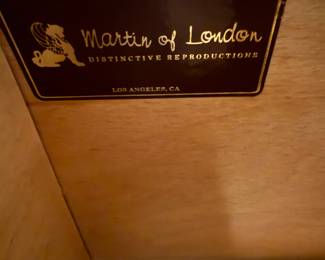 Martin of London
DISTINCTIVE REPRODUCTIONS
LOS ANGELES, CA